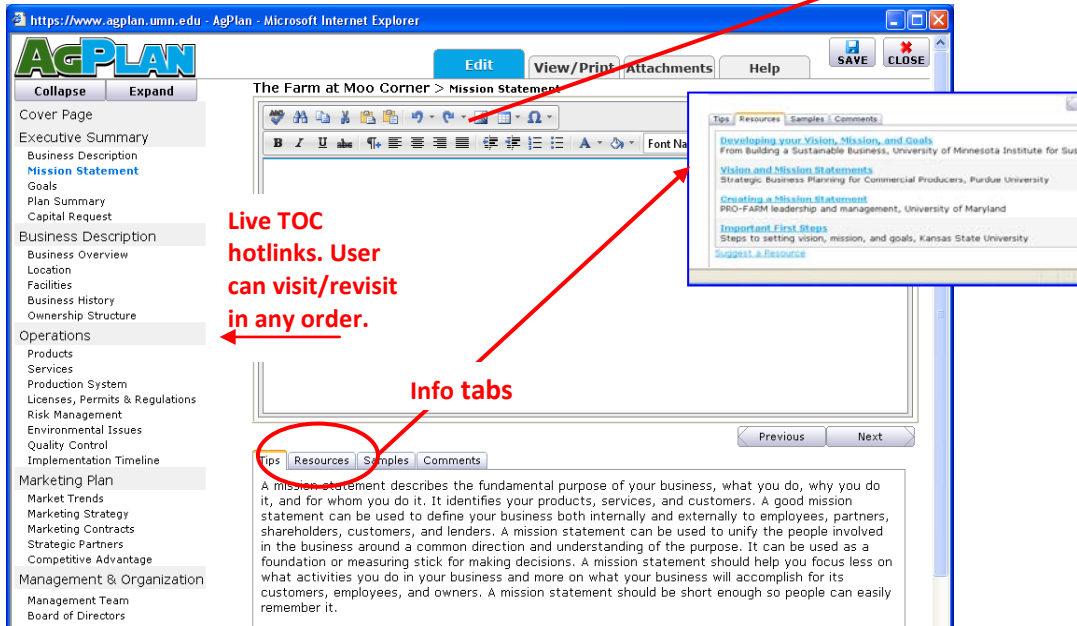 https://www.agplan.umn.edu - AgPlan - Microsoft Internet Explorer
AGPLAN
Edit
View/Print
Attachments
Help
SAVE
CLOSE
Collapse
Expand
The Farm at Moo Corner > Mission Statement
Cover Page
Executive Summary
Business Description
Mission Statement
Goals
Plan Summary
Capital Request
Business Description
Business Overview
Location
Facilities
Business History
Ownership Structure
Operations
Products
Services
Production System
Licenses, Permits & Regulations
Risk Management
Environmental Issues
Quality Control
Implementation Timeline
Marketing Plan
Market Trends
Marketing Strategy
Marketing Contracts
Strategic Partners
Competitive Advantage
Management & Organization
Management Team
Board of Directors
B I U abc
A
Font Na
Live TOC
hotlinks. User
can visit/revisit
in any order.
Info tabs
Tips Resources Samples Comments
Developing your Vision, Mission, and Goals
From Building a Sustainable Business, University of Minnesota Institute for Sus
Vision and Mission Statements
Strategic Business Planning for Commercial Producers, Purdue University
Creating a Mission Statement
PRO-FARM leadership and management, University of Maryland
Important First Steps
Steps to setting vision, mission, and goals, Kansas State University
Suggest a Resource
Previous
Next
Tips Resources Samples Comments
A mission statement describes the fundamental purpose of your business, what you do, why you do
it, and for whom you do it. It identifies your products, services, and customers. A good mission
statement can be used to define your business both internally and externally to employees, partners,
shareholders, customers, and lenders. A mission statement can be used to unify the people involved
in the business around a common direction and understanding of the purpose. It can be used as a
foundation or measuring stick for making decisions. A mission statement should help you focus less on
what activities you do in your business and more on what your business will accomplish for its
customers, employees, and owners. A mission statement should be short enough so people can easily
remember it.